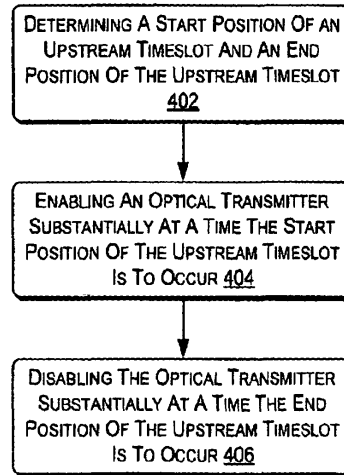 DETERMINING A START POSITION OF AN
UPSTREAM TIMESLOT AND AN END
POSITION OF THE UPSTREAM TIMESLOT
402
ENABLING AN OPTICAL TRANSMITTER
SUBSTANTIALLY AT A TIME THE START
POSITION OF THE UPSTREAM TIMESLOT
IS TO OCCUR 404
DISABLING THE OPTICAL TRANSMITTER
SUBSTANTIALLY AT A TIME THE END
POSITION OF THE UPSTREAM TIMESLOT
IS TO OCCUR 406